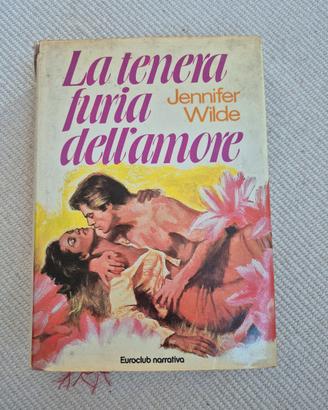 La tenera
furia
Jennifer
Wilde
dell'amore
Euroclub narrativa